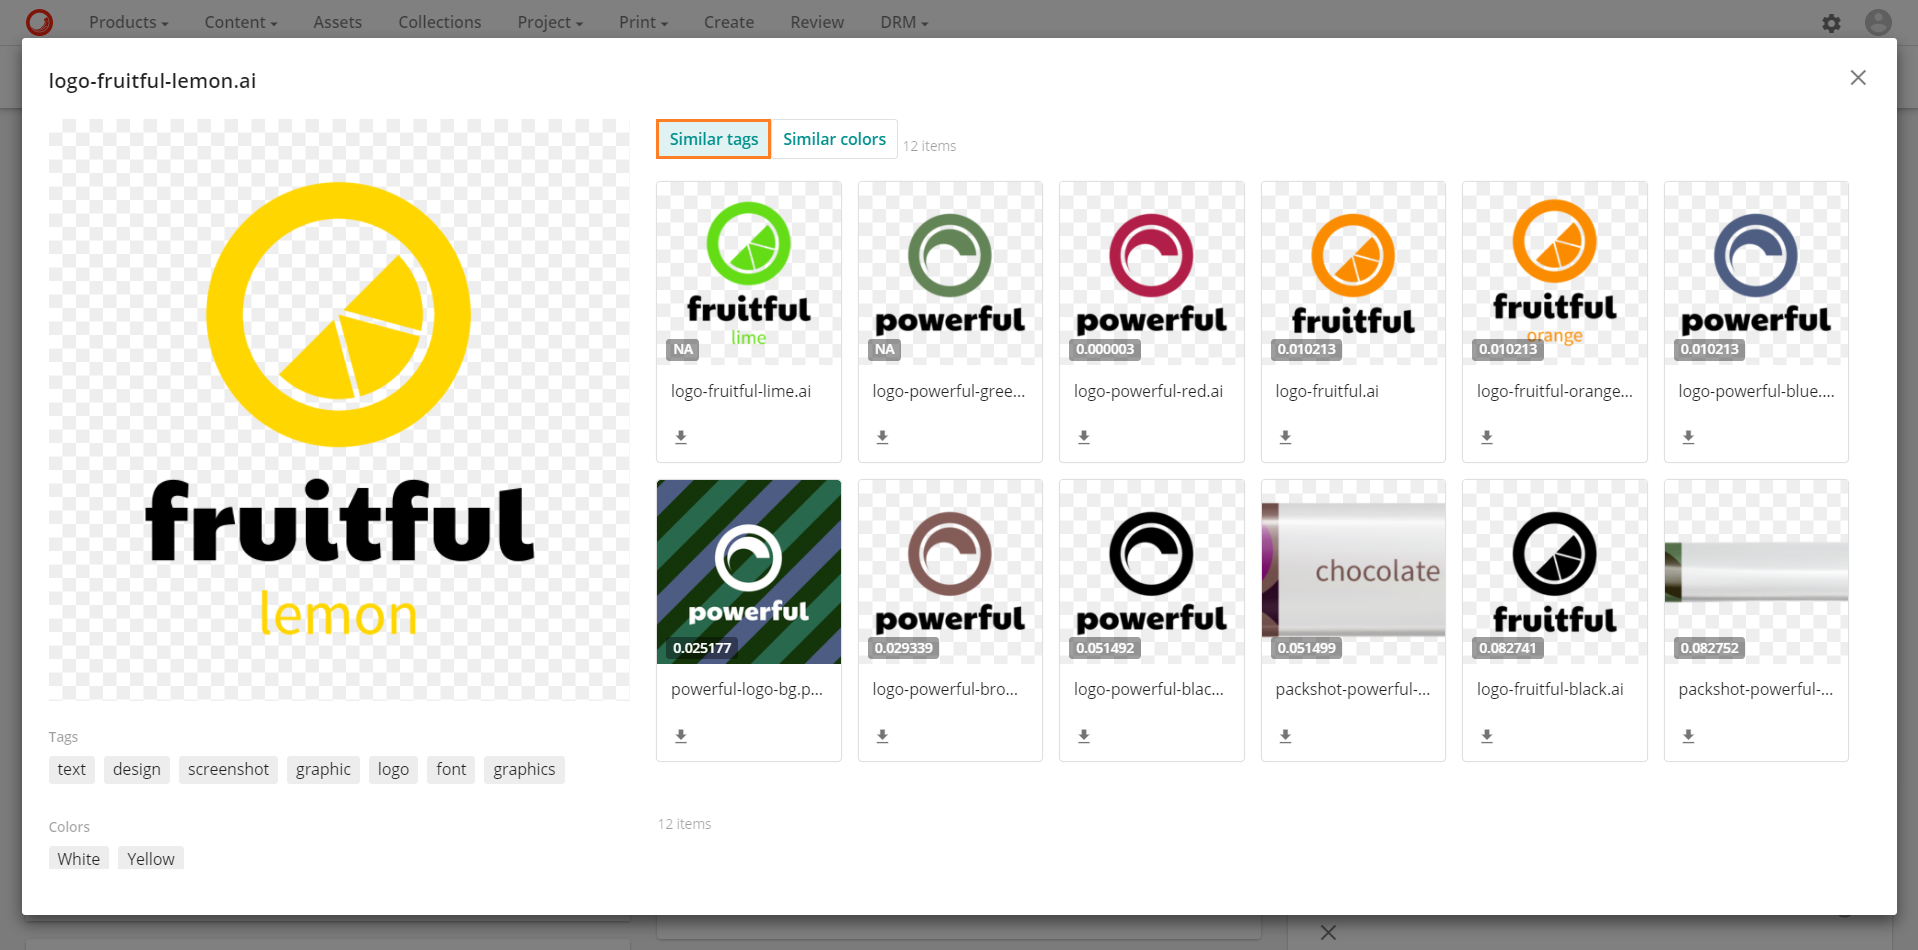 Products Content Assets Collections Project Print Create Review DRM
logo-fruitful-lemon.ai
fruitful
lemon
Tags
text design screenshot graphic logo font graphics
Colors
White Yellow
Similar tags Similar colors 12 items
fruitful
lime
NA
logo-fruitful-lime.ai
powerful
NA
logo-powerful-gree...
powerful
0.000003
logo-powerful-red.ai
fruitful
0.010213
logo-fruitful.ai
fruitful
orange
0.010213
logo-fruitful-orange...
powerful
0.010213
logo-powerful-blue....
powerful
0.025177
powerful-logo-bg.p...
powerful
0.029339
logo-powerful-bro...
powerful
0.051492
logo-powerful-blac...
chocolate
0.051499
packshot-powerful-...
fruitful
0.082741
logo-fruitful-black.ai
0.082752
packshot-powerful-...
12 items